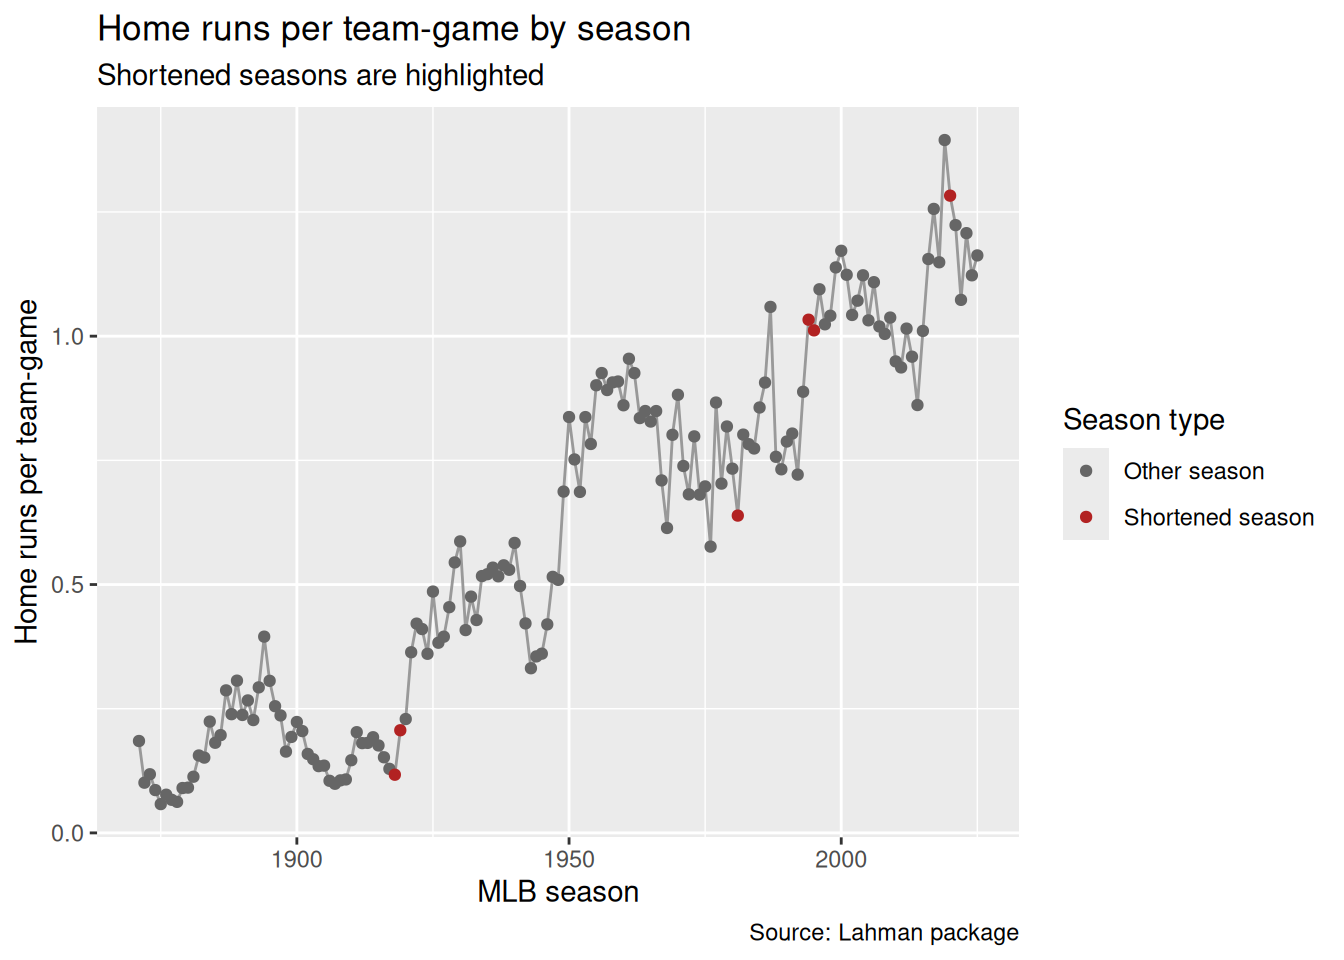 Home runs per team-game by season
Shortened seasons are highlighted
Home runs per team-game
1.0
0.5
0.0
1900
1950
2000
MLB season
Season type
Other season
Shortened season
Source: Lahman package